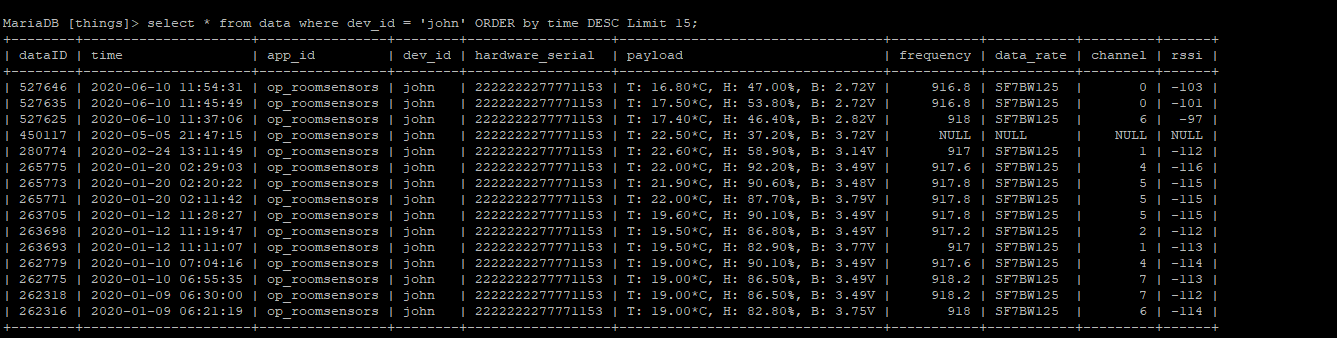 MariaDB [things]> select * from data where dev_id = 'john' ORDER by time DESC Limit 15;
+--------+---------------------+----------------+--------+------------------+----------------------------------+-----------+-----------+---------+------+
| dataID | time                | app_id         | dev_id | hardware_serial  | payload                          | frequency | data_rate | channel | rssi |
+--------+---------------------+----------------+--------+------------------+----------------------------------+-----------+-----------+---------+------+
| 527646 | 2020-06-10 11:54:31 | op_roomsensors | john   | 2222222277771153 | T: 16.80*C, H: 47.00%, B: 2.72V |     916.8 | SF7BW125  |       0 | -103 |
| 527635 | 2020-06-10 11:45:49 | op_roomsensors | john   | 2222222277771153 | T: 17.50*C, H: 53.80%, B: 2.72V |     916.8 | SF7BW125  |       0 | -101 |
| 527625 | 2020-06-10 11:37:06 | op_roomsensors | john   | 2222222277771153 | T: 17.40*C, H: 46.40%, B: 2.82V |       918 | SF7BW125  |       6 |  -97 |
| 450117 | 2020-05-05 21:47:15 | op_roomsensors | john   | 2222222277771153 | T: 22.50*C, H: 37.20%, B: 3.72V |      NULL | NULL      |    NULL | NULL |
| 280774 | 2020-02-24 13:11:49 | op_roomsensors | john   | 2222222277771153 | T: 22.60*C, H: 58.90%, B: 3.14V |       917 | SF7BW125  |       1 | -112 |
| 265775 | 2020-01-20 02:29:03 | op_roomsensors | john   | 2222222277771153 | T: 22.00*C, H: 92.20%, B: 3.49V |     917.6 | SF7BW125  |       4 | -116 |
| 265773 | 2020-01-20 02:20:22 | op_roomsensors | john   | 2222222277771153 | T: 21.90*C, H: 90.60%, B: 3.48V |     917.8 | SF7BW125  |       5 | -115 |
| 265771 | 2020-01-20 02:11:42 | op_roomsensors | john   | 2222222277771153 | T: 22.00*C, H: 87.70%, B: 3.79V |     917.8 | SF7BW125  |       5 | -115 |
| 263705 | 2020-01-12 11:28:27 | op_roomsensors | john   | 2222222277771153 | T: 19.60*C, H: 90.10%, B: 3.49V |     917.8 | SF7BW125  |       5 | -115 |
| 263698 | 2020-01-12 11:19:47 | op_roomsensors | john   | 2222222277771153 | T: 19.50*C, H: 86.80%, B: 3.49V |     917.2 | SF7BW125  |       2 | -112 |
| 263693 | 2020-01-12 11:11:07 | op_roomsensors | john   | 2222222277771153 | T: 19.50*C, H: 82.90%, B: 3.77V |       917 | SF7BW125  |       1 | -113 |
| 262779 | 2020-01-10 07:04:16 | op_roomsensors | john   | 2222222277771153 | T: 19.00*C, H: 90.10%, B: 3.49V |     917.6 | SF7BW125  |       4 | -114 |
| 262775 | 2020-01-10 06:55:35 | op_roomsensors | john   | 2222222277771153 | T: 19.00*C, H: 86.50%, B: 3.49V |     918.2 | SF7BW125  |       7 | -113 |
| 262318 | 2020-01-09 06:30:00 | op_roomsensors | john   | 2222222277771153 | T: 19.00*C, H: 86.50%, B: 3.49V |     918.2 | SF7BW125  |       7 | -112 |
| 262316 | 2020-01-09 06:21:19 | op_roomsensors | john   | 2222222277771153 | T: 19.00*C, H: 82.80%, B: 3.75V |       918 | SF7BW125  |       6 | -114 |
+--------+---------------------+----------------+--------+------------------+----------------------------------+-----------+-----------+---------+------+